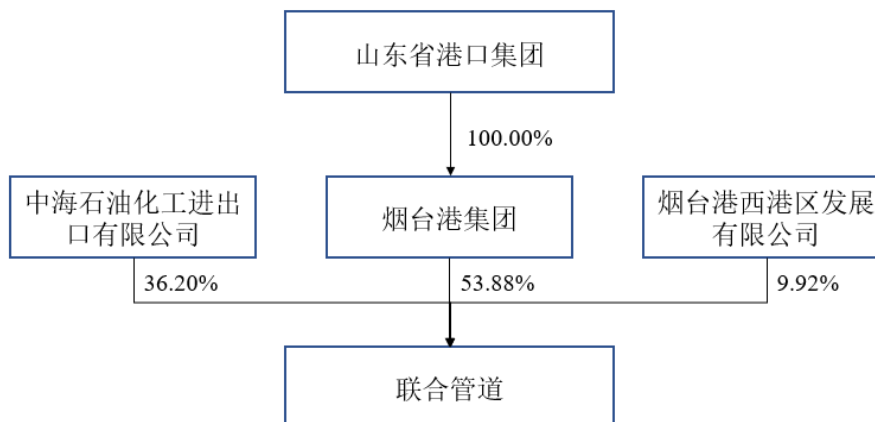 山东省港口集团
100.00%
中海石油化工进出
口有限公司
烟台港集团
烟台港西港区发展
有限公司
36.20%
53.88%
9.92%
联合管道